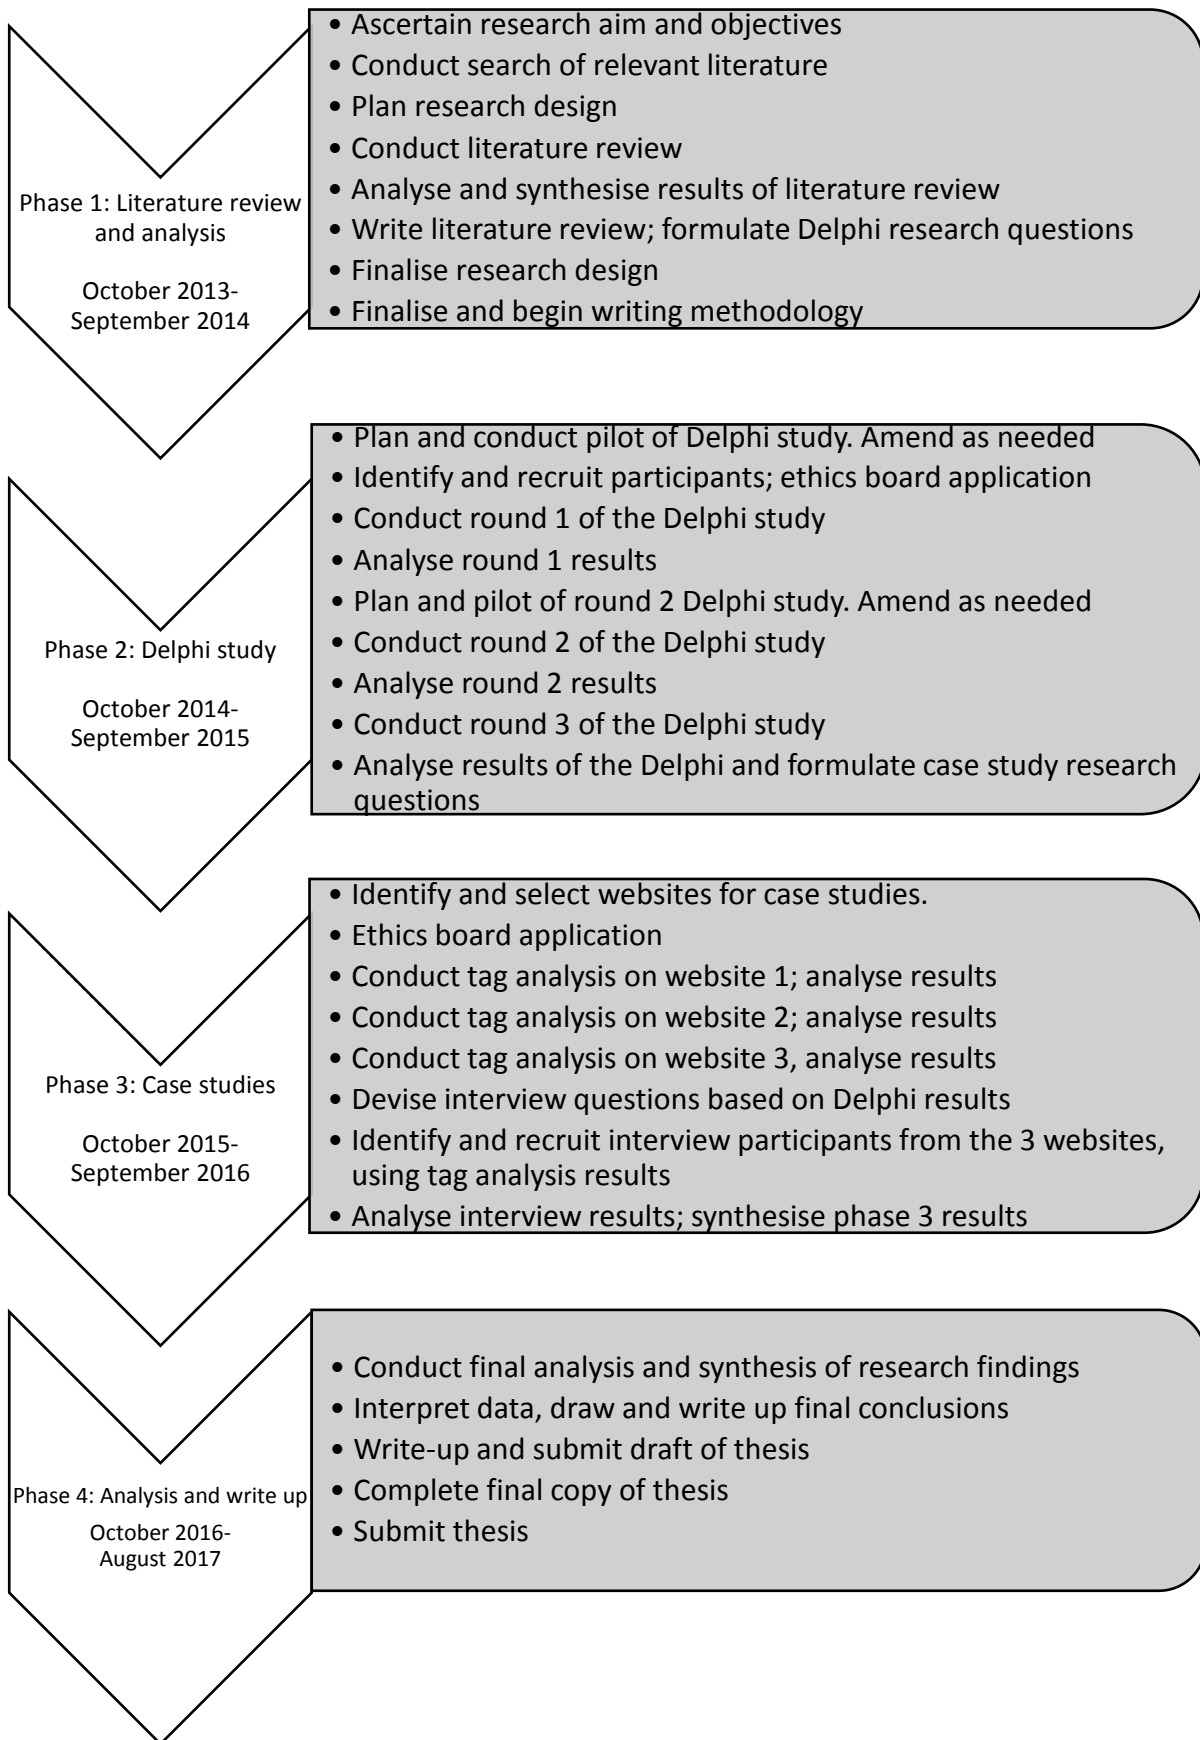 Phase 1: Literature review
and analysis
October 2013-
September 2014
• Ascertain research aim and objectives
• Conduct search of relevant literature
• Plan research design
• Conduct literature review
• Analyse and synthesise results of literature review
• Write literature review; formulate Delphi research questions
• Finalise research design
• Finalise and begin writing methodology
Phase 2: Delphi study
October 2014-
September 2015
• Plan and conduct pilot of Delphi study. Amend as needed
• Identify and recruit participants; ethics board application
• Conduct round 1 of the Delphi study
• Analyse round 1 results
• Plan and pilot of round 2 Delphi study. Amend as needed
• Conduct round 2 of the Delphi study
• Analyse round 2 results
• Conduct round 3 of the Delphi study
• Analyse results of the Delphi and formulate case study research
questions
Phase 3: Case studies
October 2015-
September 2016
• Identify and select websites for case studies.
• Ethics board application
• Conduct tag analysis on website 1; analyse results
• Conduct tag analysis on website 2; analyse results
• Conduct tag analysis on website 3, analyse results
• Devise interview questions based on Delphi results
• Identify and recruit interview participants from the 3 websites,
using tag analysis results
• Analyse interview results; synthesise phase 3 results
Phase 4: Analysis and write up
October 2016-
August 2017
• Conduct final analysis and synthesis of research findings
• Interpret data, draw and write up final conclusions
• Write-up and submit draft of thesis
• Complete final copy of thesis
• Submit thesis